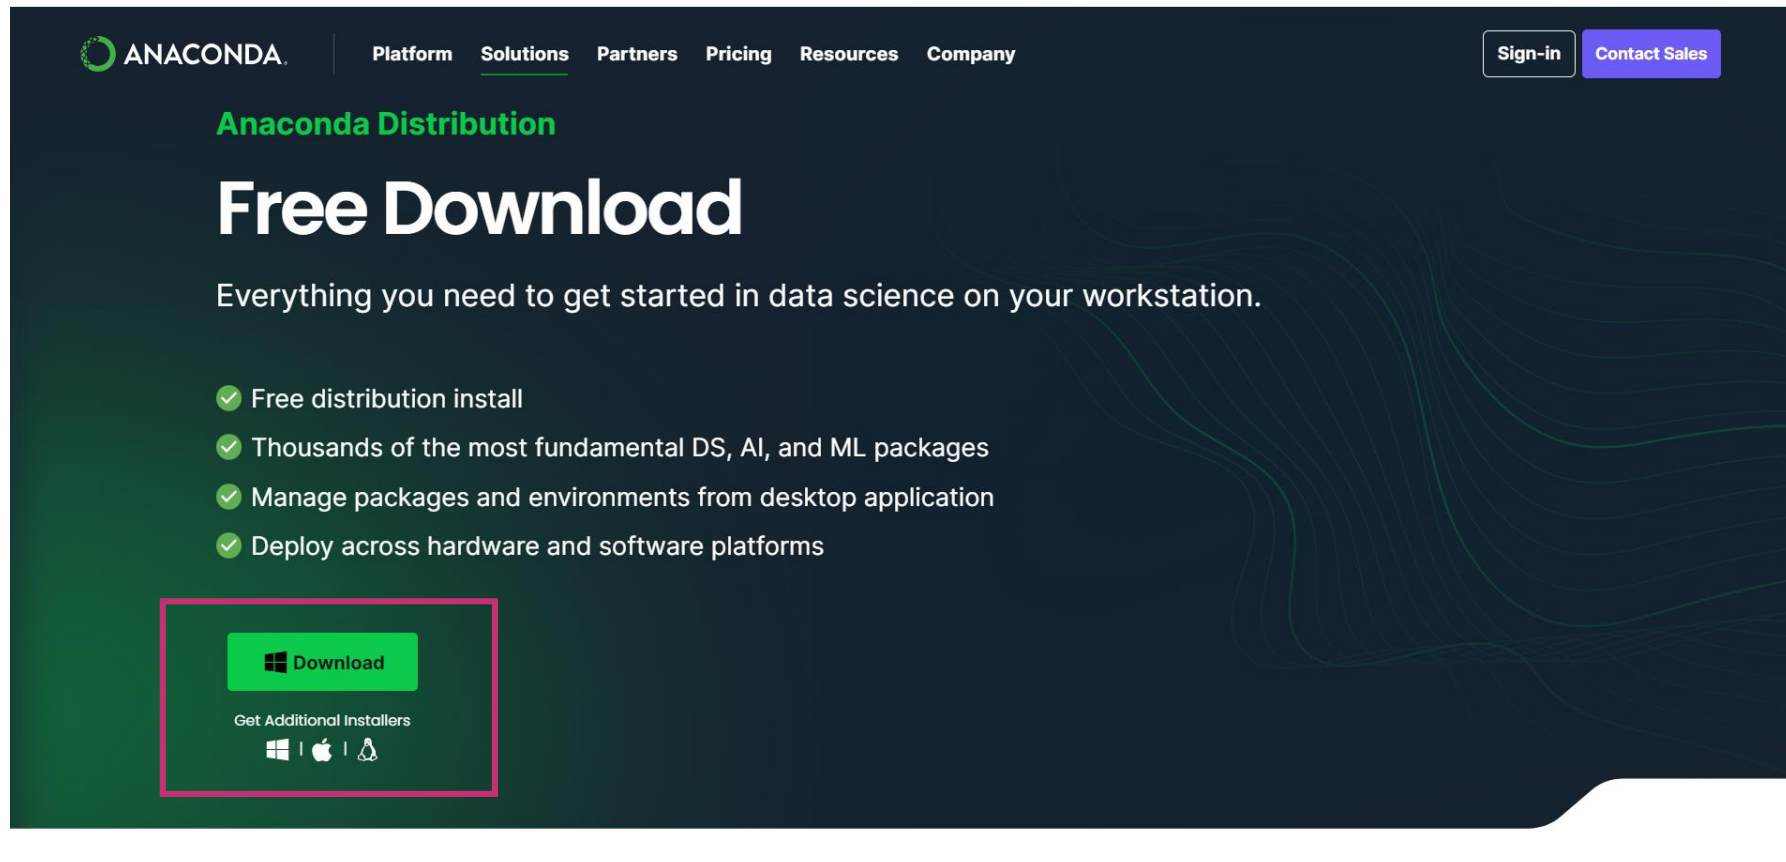 ANACONDA.
Platform Solutions Partners Pricing Resources Company
Sign-in
Contact Sales
Anaconda Distribution
Free Download
Everything you need to get started in data science on your workstation.
Free distribution install
Thousands of the most fundamental DS, AI, and ML packages
Manage packages and environments from desktop application
Deploy across hardware and software platforms
Download
Get Additional Installers